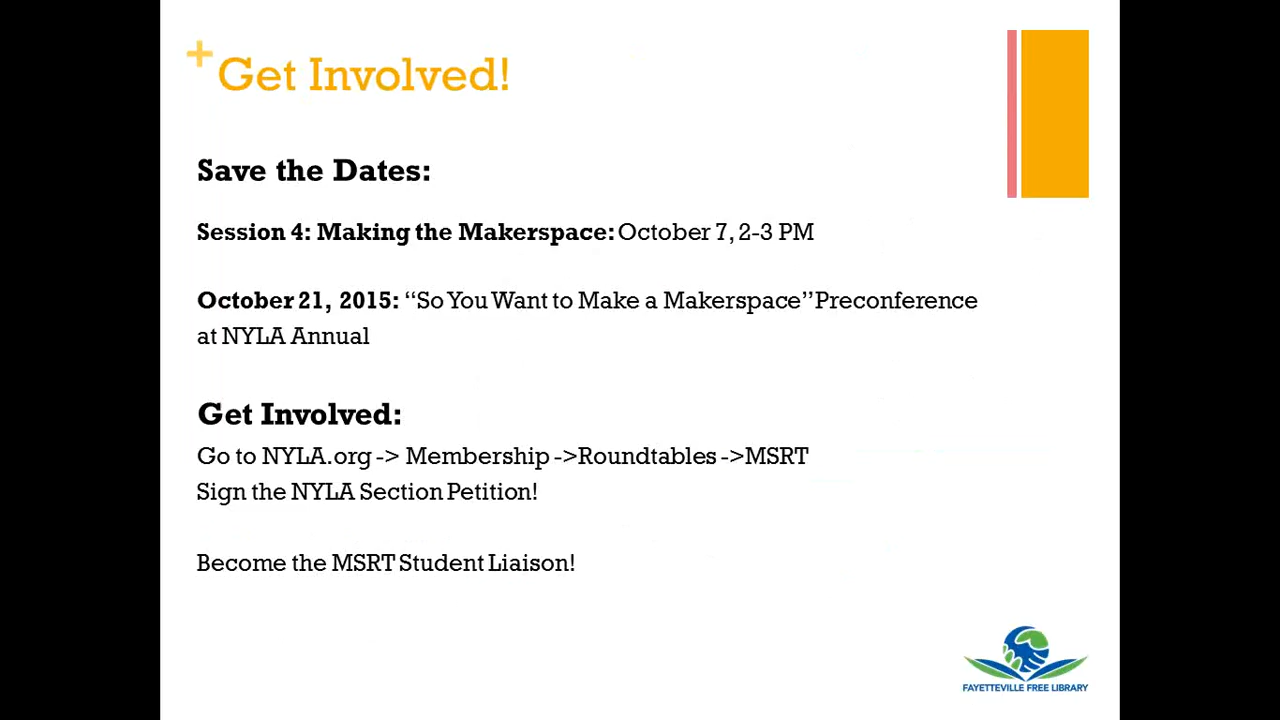 + Get Involved!
Save the Dates:
Session 4: Making the Makerspace: October 7, 2-3 PM
October 21, 2015: “So You Want to Make a Makerspace” Preconference
at NYLA Annual
Get Involved:
Go to NYLA.org -> Membership ->Roundtables ->MSRT
Sign the NYLA Section Petition!
Become the MSRT Student Liaison!
FAYETTEVILLE FREE LIBRARY